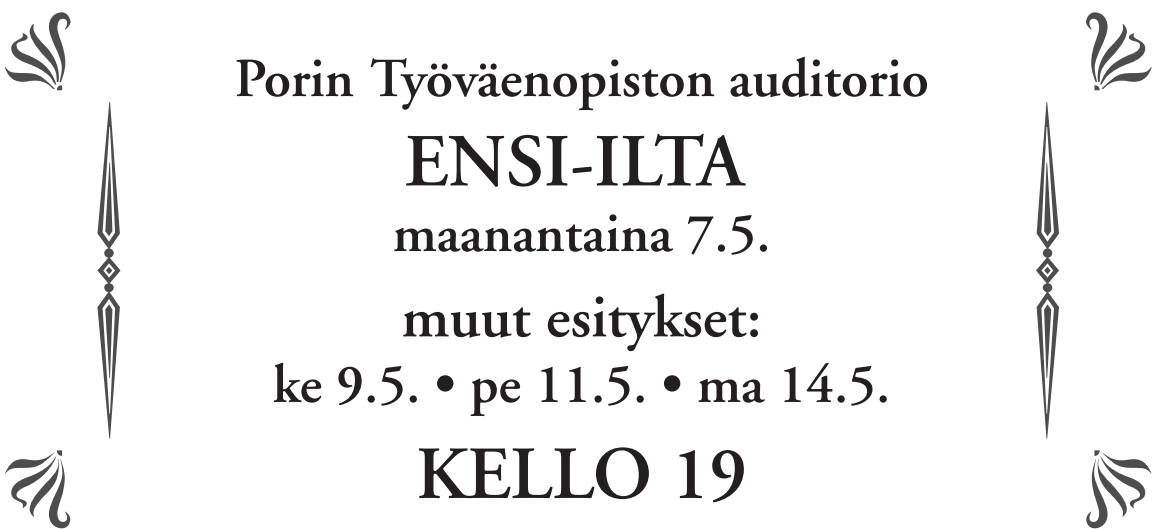 Porin Työväenopiston auditorio
ENSI-ILTA
maanantaina 7.5.
muut esitykset:
ke 9.5. • pe 11.5. • ma 14.5.
KELLO 19